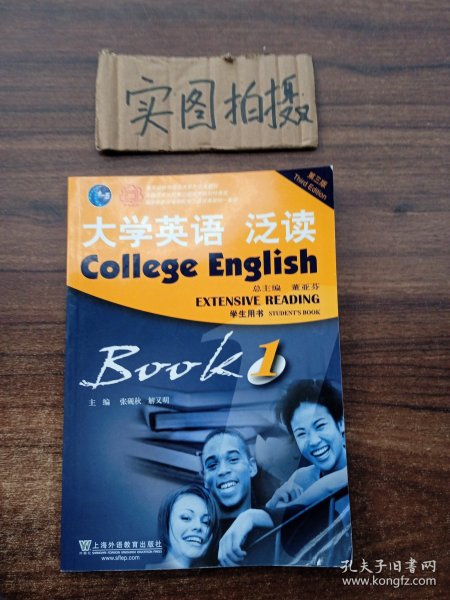 实图拍摄
第三版
Third Edition
大学英语 泛读
College English
总主编 董亚芬
EXTENSIVE READING
学生用书 STUDENT'S BOOK
Book 1
主编 张砚秋 解又明
上海外语教育出版社
www.sflep.com
孔夫子旧书网
www.kongfz.com